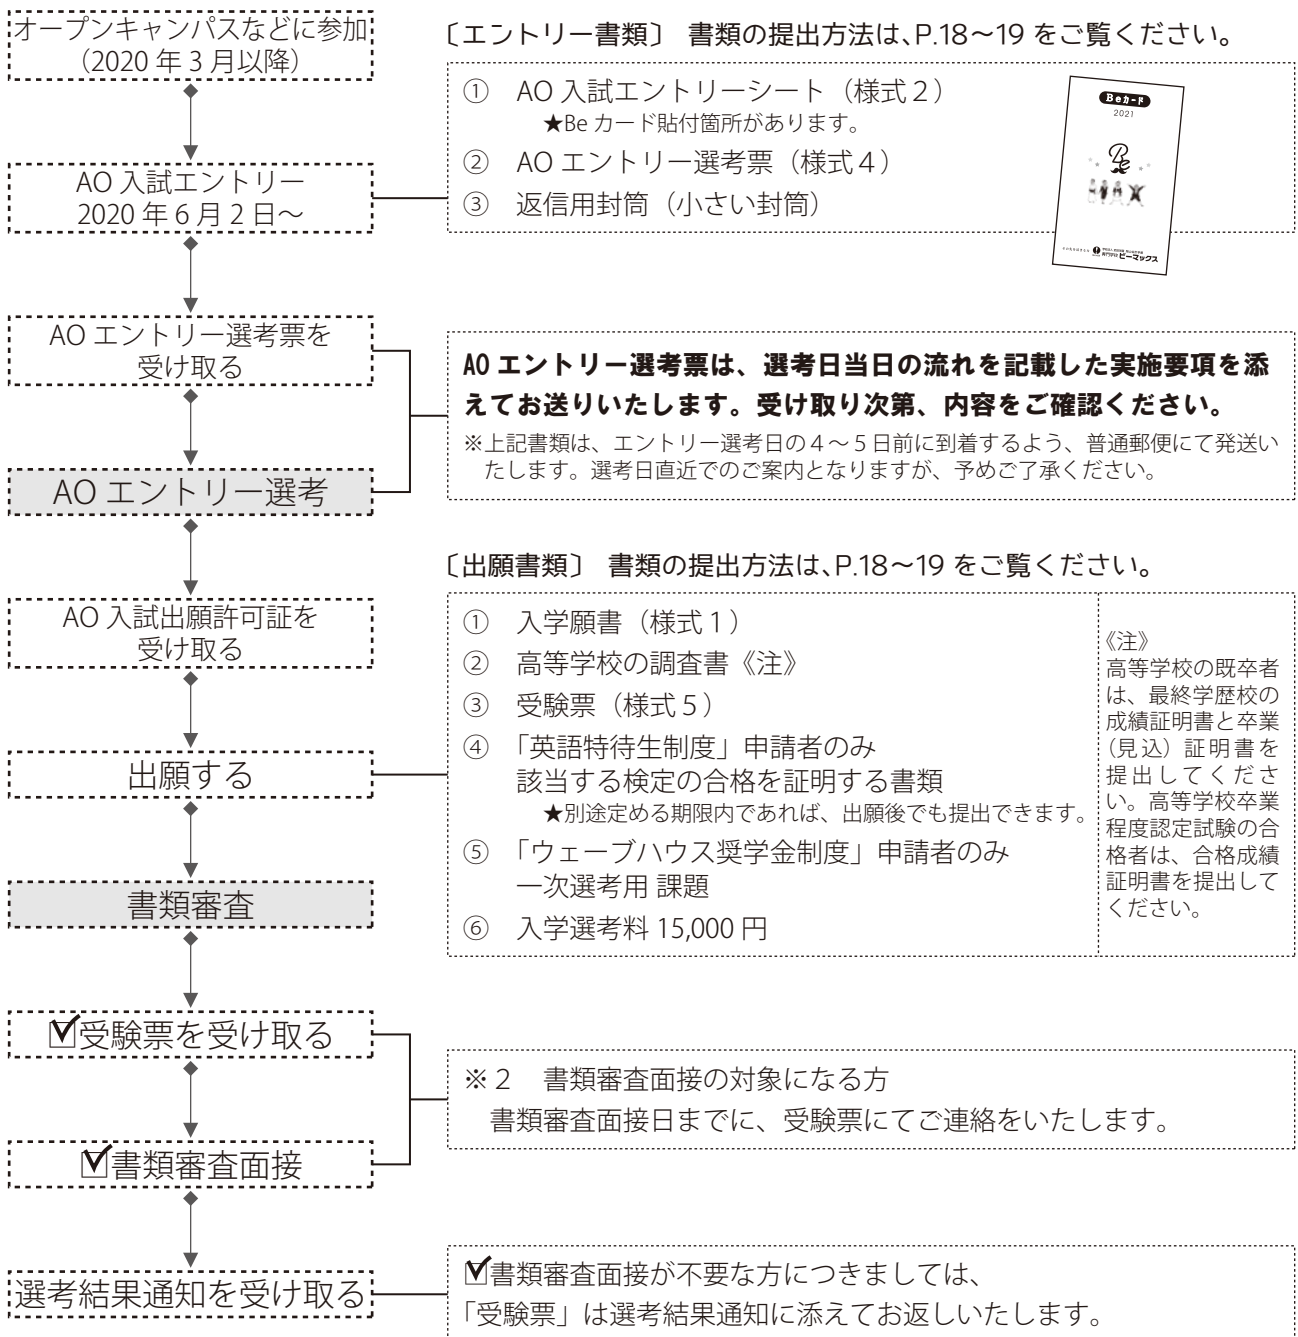 オープンキャンパスなどに参加
（2020 年 3 月以降）
AO 入試エントリー
2020 年 6 月 2 日～
AO エントリー選考票を
受け取る
AO エントリー選考
AO 入試出願許可証を
受け取る
出願する
書類審査
☑受験票を受け取る
☑書類審査面接
選考結果通知を受け取る
〔エントリー書類〕 書類の提出方法は、P.18～19 をご覧ください。
① AO 入試エントリーシート（様式２）
★Be カード貼付箇所があります。
② AO エントリー選考票（様式４）
③ 返信用封筒（小さい封筒）
Beカード
2021
Be
ビーマックス
AO エントリー選考票は、選考日当日の流れを記載した実施要項を添
えてお送りいたします。受け取り次第、内容をご確認ください。
※上記書類は、エントリー選考日の４～５日前に到着するよう、普通郵便にて発送い
たします。選考日直近でのご案内となりますが、予めご了承ください。
〔出願書類〕 書類の提出方法は、P.18～19 をご覧ください。
① 入学願書（様式１）
② 高等学校の調査書《注》
③ 受験票（様式５）
④ 「英語特待生制度」申請者のみ
該当する検定の合格を証明する書類
★別途定める期限内であれば、出願後でも提出できます。
⑤ 「ウェーブハウス奨学金制度」申請者のみ
一次選考用 課題
⑥ 入学選考料 15,000 円
《注》
高等学校の既卒者
は、最終学歴校の
成績証明書と卒業
（見込）証明書を
提出してくださ
い。高等学校卒業
程度認定試験の合
格者は、合格成績
証明書を提出して
ください。
※２ 書類審査面接の対象になる方
書類審査面接日までに、受験票にてご連絡をいたします。
☑書類審査面接が不要な方につきましては、
「受験票」は選考結果通知に添えてお返しいたします。